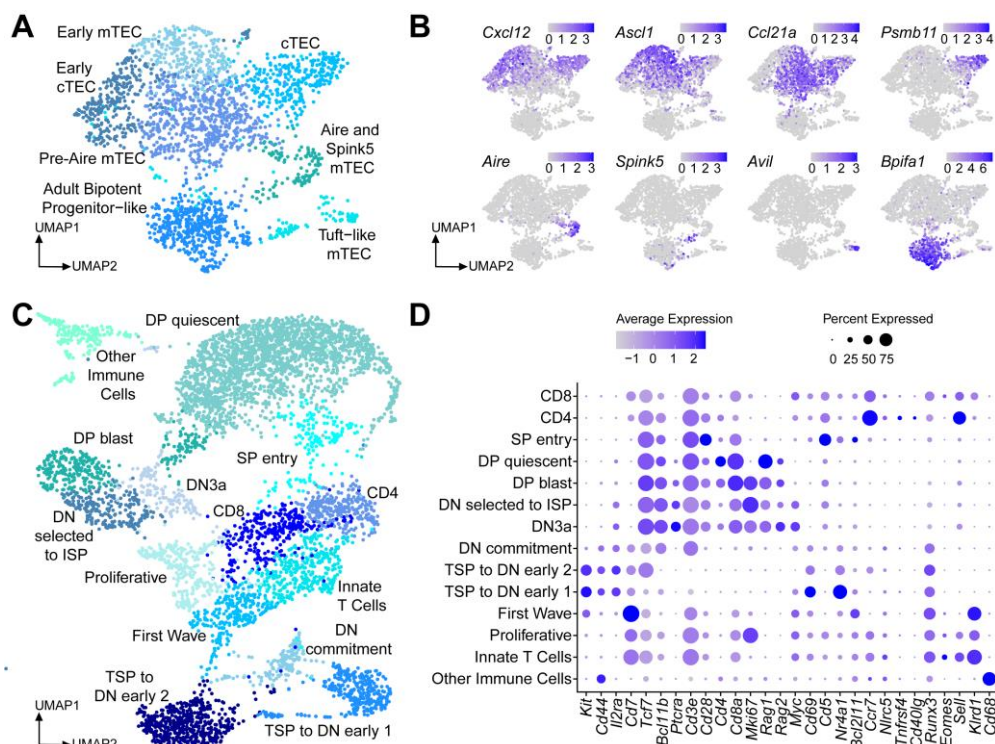 A
Early mTEC
cTEC
Early
cTEC
Pre-Aire mTEC
Aire and
Spink5
mTEC
Adult Bipotent
Progenitor-like
Tuft-like
mTEC
UMAP1
UMAP2
B
Cxcl12
0 1 2 3
Ascl1
0 1 2 3
Ccl21a
0 1 2 3 4
Psmb11
0 1 2 3 4
Aire
0 1 2 3
Spink5
0 1 2 3
Avil
0 1 2 3
Bpifa1
0 2 4 6
UMAP1
UMAP2
C
DP quiescent
Other
Immune
Cells
DP blast
SP entry
DN3a
CD8
CD4
DN
selected
to ISP
Proliferative
Innate
T Cells
First Wave
DN
commitment
TSP to
DN early 2
TSP to DN early 1
UMAP1
UMAP2
D
Average Expression
−1 0 1 2
Percent Expressed
0 25 50 75
CD8
CD4
SP entry
DP quiescent
DP blast
DN selected to ISP
DN3a
DN commitment
TSP to DN early 2
TSP to DN early 1
First Wave
Proliferative
Innate T Cells
Other Immune Cells
Kit
Cd44
Il2ra
Cd7
Tcf7
Bcl11b
Ptcra
Cd3e
Cd28
Cd4
Cd8a
Mki67
Rag1
Rag2
Myc
Cd69
Cd5
Nr4a1
Bcl2l11
Ccr7
Nlrc5
Tnfrsf4
Cd40lg
Runx3
Eomes
Sell
Klrd1
Cd68